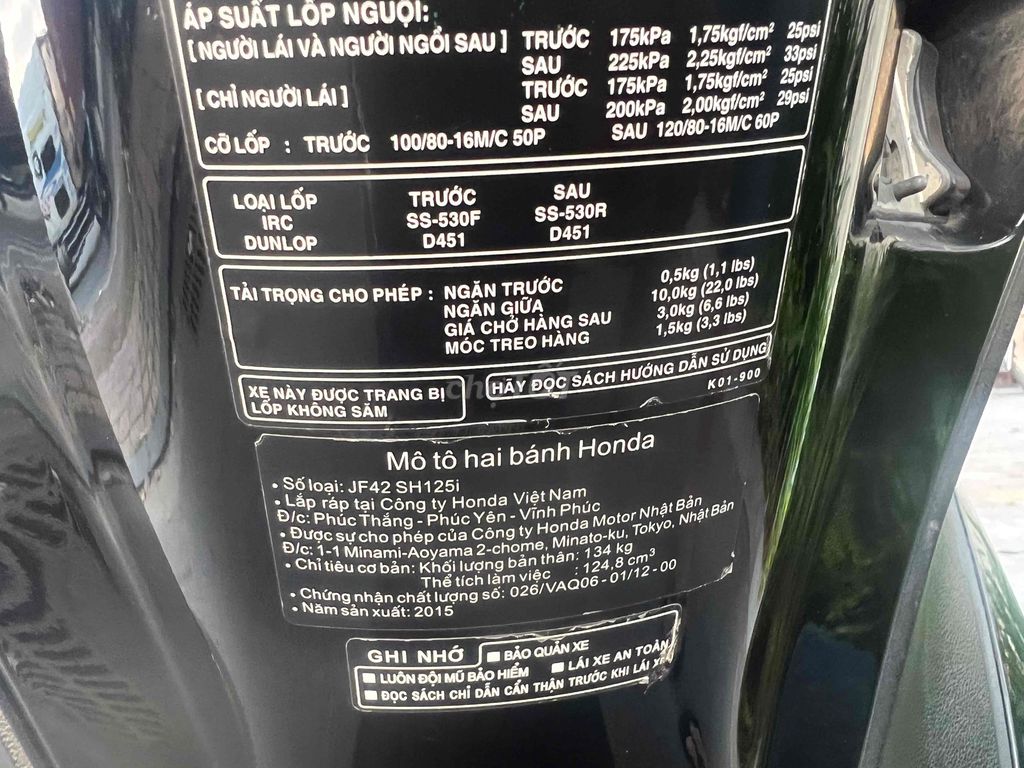 ÁP SUẤT LỐP NGUỘI:
[NGƯỜI LÁI VÀ NGƯỜI NGỒI SAU] TRƯỚC 175kPa 1,75kgf/cm² 25psi
SAU 225kPa 2,25kgf/cm² 33psi
[CHỈ NGƯỜI LÁI] TRƯỚC 175kPa 1,75kgf/cm² 25psi
SAU 200kPa 2,00kgf/cm² 29psi
CỠ LỐP : TRƯỚC 100/80-16M/C 50P SAU 120/80-16M/C 60P
LOẠI LỐP TRƯỚC SAU
IRC SS-530F SS-530R
DUNLOP D451 D451
TẢI TRỌNG CHO PHÉP : NGĂN TRƯỚC 0,5kg (1,1 lbs)
NGĂN GIỮA 10,0kg (22,0 lbs)
GIÁ CHỞ HÀNG SAU 3,0kg (6,6 lbs)
MÓC TREO HÀNG 1,5kg (3,3 lbs)
XE NÀY ĐƯỢC TRANG BỊ
LỐP KHÔNG SĂM
HÃY ĐỌC SÁCH HƯỚNG DẪN SỬ DỤNG
K01-900
Mô tô hai bánh Honda
• Số loại: JF42 SH125i
• Lắp ráp tại Công ty Honda Việt Nam
Đ/c: Phúc Thắng - Phúc Yên - Vĩnh Phúc
• Được sự cho phép của Công ty Honda Motor Nhật Bản
Đ/c: 1-1 Minami-Aoyama 2-chome, Minato-ku, Tokyo, Nhật Bản
• Chỉ tiêu cơ bản: Khối lượng bản thân: 134 kg
Thể tích làm việc : 124,8 cm³
• Chứng nhận chất lượng số: 026/VAQ06 - 01/12 - 00
• Năm sản xuất: 2015
GHI NHỚ ■ BẢO QUẢN XE
■ LUÔN ĐỘI MŨ BẢO HIỂM ■ LÁI XE AN TOÀN
■ ĐỌC SÁCH CHỈ DẪN CẨN THẬN TRƯỚC KHI LÁI XE